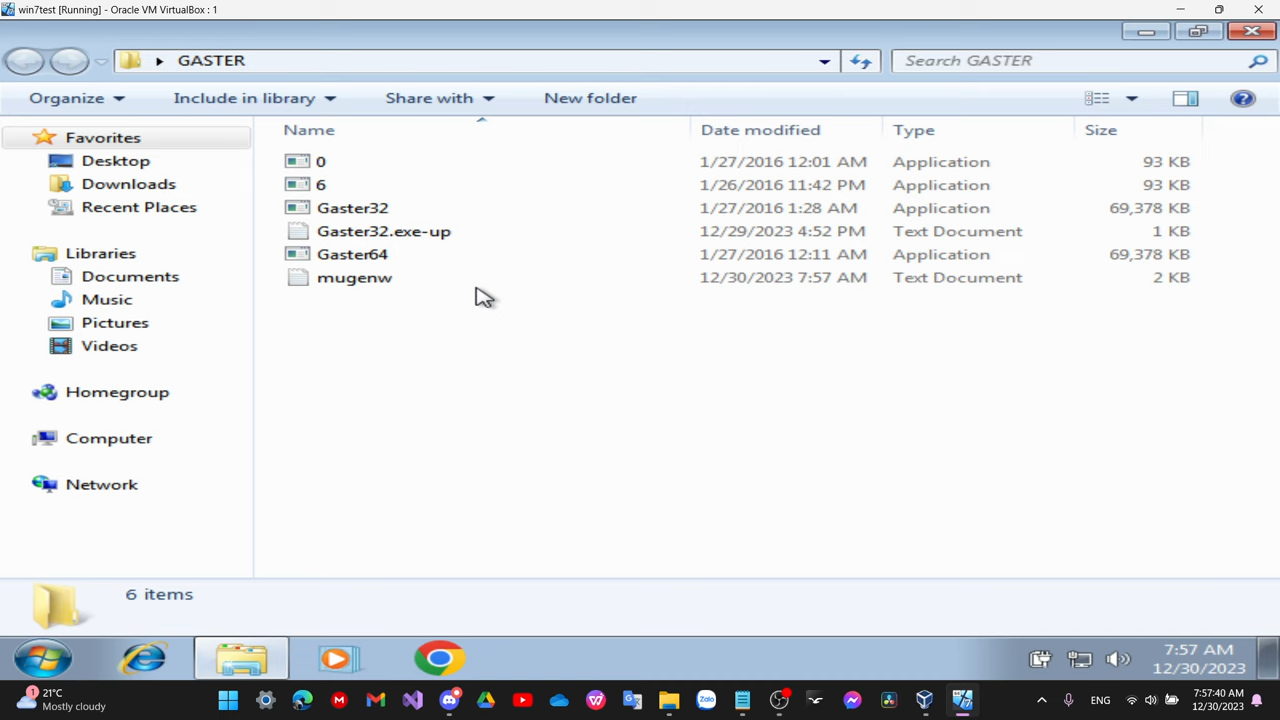 win7test [Running] - Oracle VM VirtualBox : 1
GASTER
Search GASTER
Organize
Include in library
Share with
New folder
Name
Date modified
Type
Size
Favorites
Desktop
Downloads
Recent Places
Libraries
Documents
Music
Pictures
Videos
Homegroup
Computer
Network
0 1/27/2016 12:01 AM Application 93 KB
6 1/26/2016 11:42 PM Application 93 KB
Gaster32 1/27/2016 1:28 AM Application 69,378 KB
Gaster32.exe-up 12/29/2023 4:52 PM Text Document 1 KB
Gaster64 1/27/2016 12:11 AM Application 69,378 KB
mugenw 12/30/2023 7:57 AM Text Document 2 KB
6 items
7:57 AM
12/30/2023
1
21°C
Mostly cloudy
Zalo
ENG
7:57:40 AM
12/30/2023